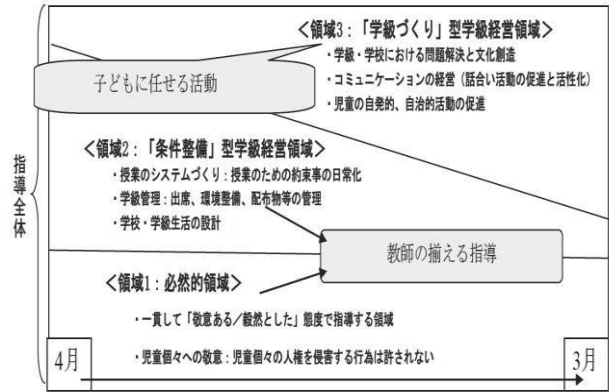 <領域3:「学級づくり」型学級経営領域>
・学級・学校における問題解決と文化創造
・コミュニケーションの経営(話合い活動の促進と活性化)
・児童の自発的、自治的活動の促進
子どもに任せる活動
<領域2:「条件整備」型学級経営領域>
・授業のシステムづくり:授業のための約束事の日常化
・学級管理:出席、環境整備、配布物等の管理
・学校・学級生活の設計
指導全体
教師の揃える指導
<領域1:必然的領域>
・一貫して「敬意ある/毅然とした」態度で指導する領域
・児童個々への敬意:児童個々の人権を侵害する行為は許されない
4月
3月